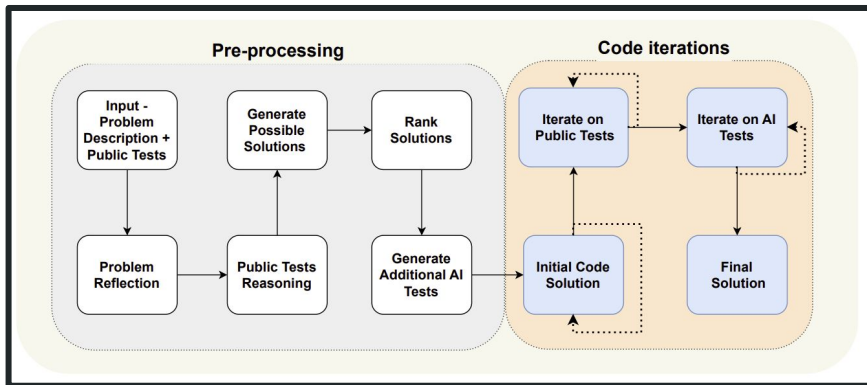 Pre-processing
Code iterations
Input -
Problem
Description +
Public Tests
Generate
Possible
Solutions
Rank
Solutions
Iterate on
Public Tests
Iterate on AI
Tests
Problem
Reflection
Public Tests
Reasoning
Generate
Additional AI
Tests
Initial Code
Solution
Final
Solution